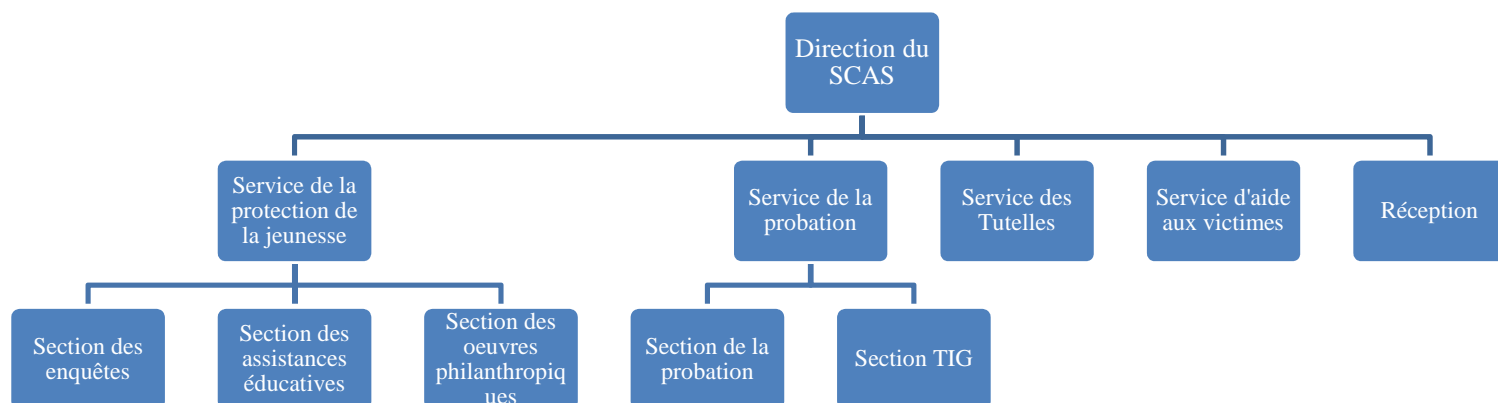 Direction du
SCAS
Service de la
protection de
la jeunesse
Service de la
probation
Service des
Tutelles
Service d'aide
aux victimes
Réception
Section des
enquêtes
Section des
assistances
éducatives
Section des
oeuvres
philanthropiq
ues
Section de la
probation
Section TIG